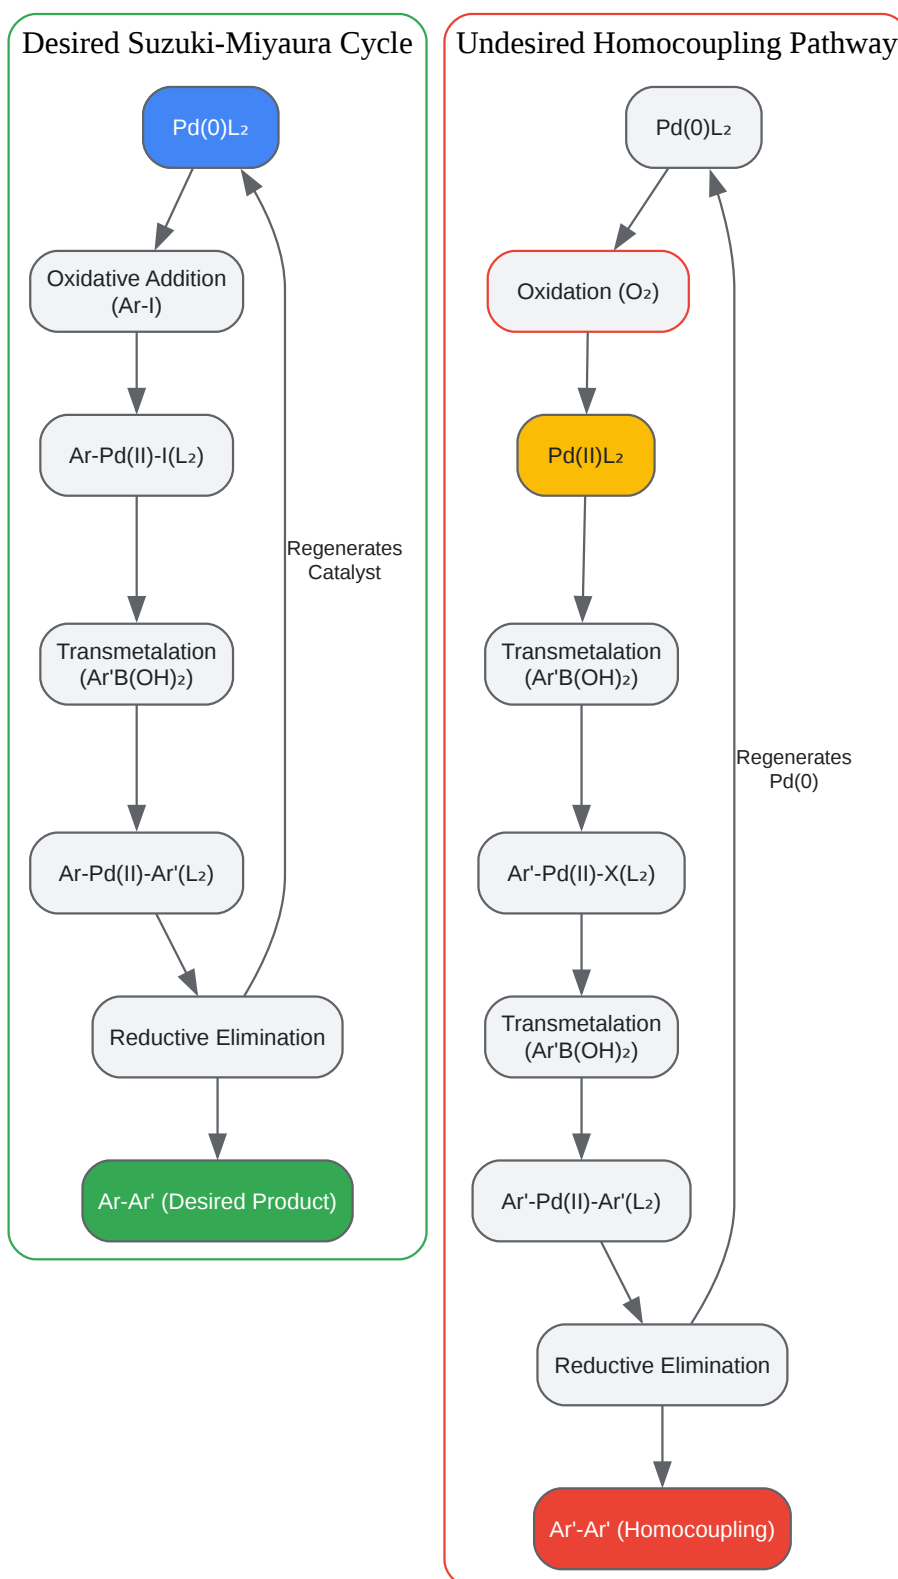 Desired Suzuki-Miyaura Cycle
Pd(0)L₂
Oxidative Addition
(Ar-I)
Ar-Pd(II)-I(L₂)
Regenerates
Catalyst
Transmetalation
(Ar'B(OH)₂)
Ar-Pd(II)-Ar'(L₂)
Reductive Elimination
Ar-Ar' (Desired Product)
Undesired Homocoupling Pathway
Pd(0)L₂
Oxidation (O₂)
Pd(II)L₂
Transmetalation
(Ar'B(OH)₂)
Regenerates
Pd(0)
Ar'-Pd(II)-X(L₂)
Transmetalation
(Ar'B(OH)₂)
Ar'-Pd(II)-Ar'(L₂)
Reductive Elimination
Ar'-Ar' (Homocoupling)